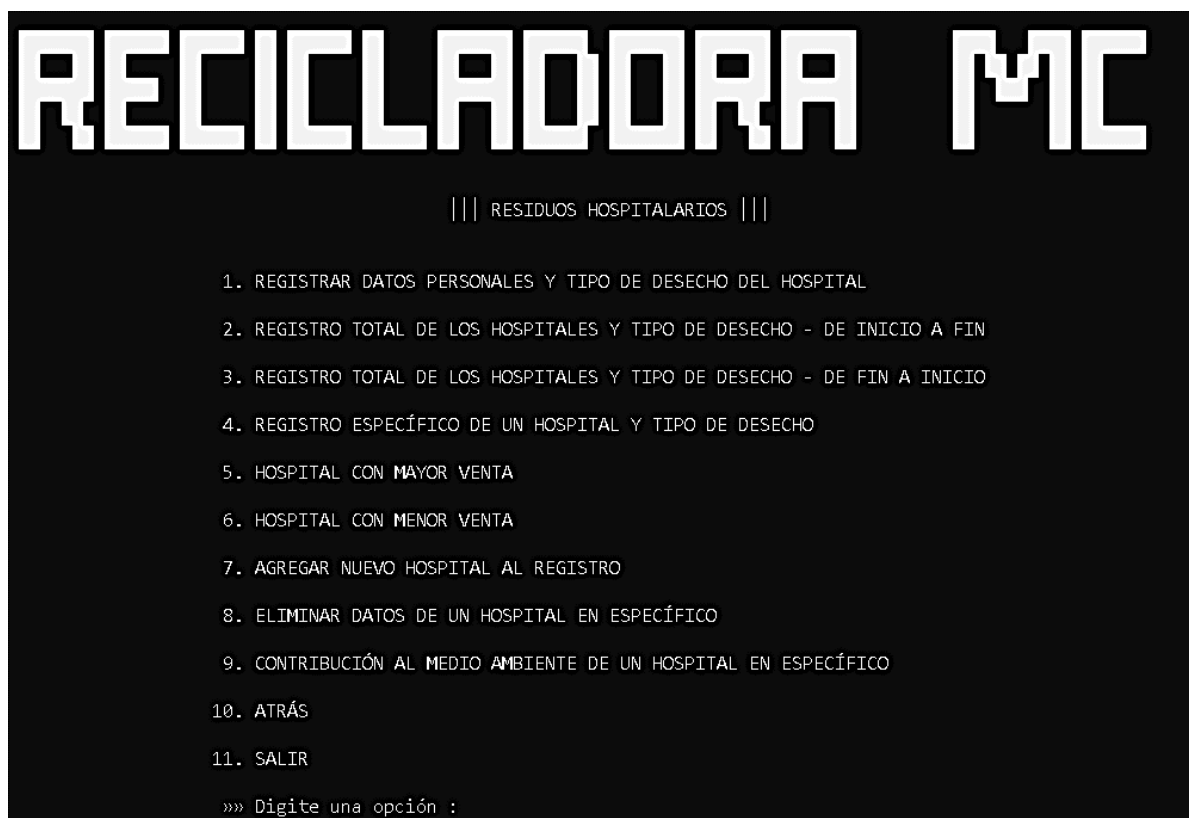 RECICLADORA MC
||| RESIDUOS HOSPITALARIOS |||
1. REGISTRAR DATOS PERSONALES Y TIPO DE DESECHO DEL HOSPITAL
2. REGISTRO TOTAL DE LOS HOSPITALES Y TIPO DE DESECHO - DE INICIO A FIN
3. REGISTRO TOTAL DE LOS HOSPITALES Y TIPO DE DESECHO - DE FIN A INICIO
4. REGISTRO ESPECÍFICO DE UN HOSPITAL Y TIPO DE DESECHO
5. HOSPITAL CON MAYOR VENTA
6. HOSPITAL CON MENOR VENTA
7. AGREGAR NUEVO HOSPITAL AL REGISTRO
8. ELIMINAR DATOS DE UN HOSPITAL EN ESPECÍFICO
9. CONTRIBUCIÓN AL MEDIO AMBIENTE DE UN HOSPITAL EN ESPECÍFICO
10. ATRÁS
11. SALIR
»» Digite una opción :